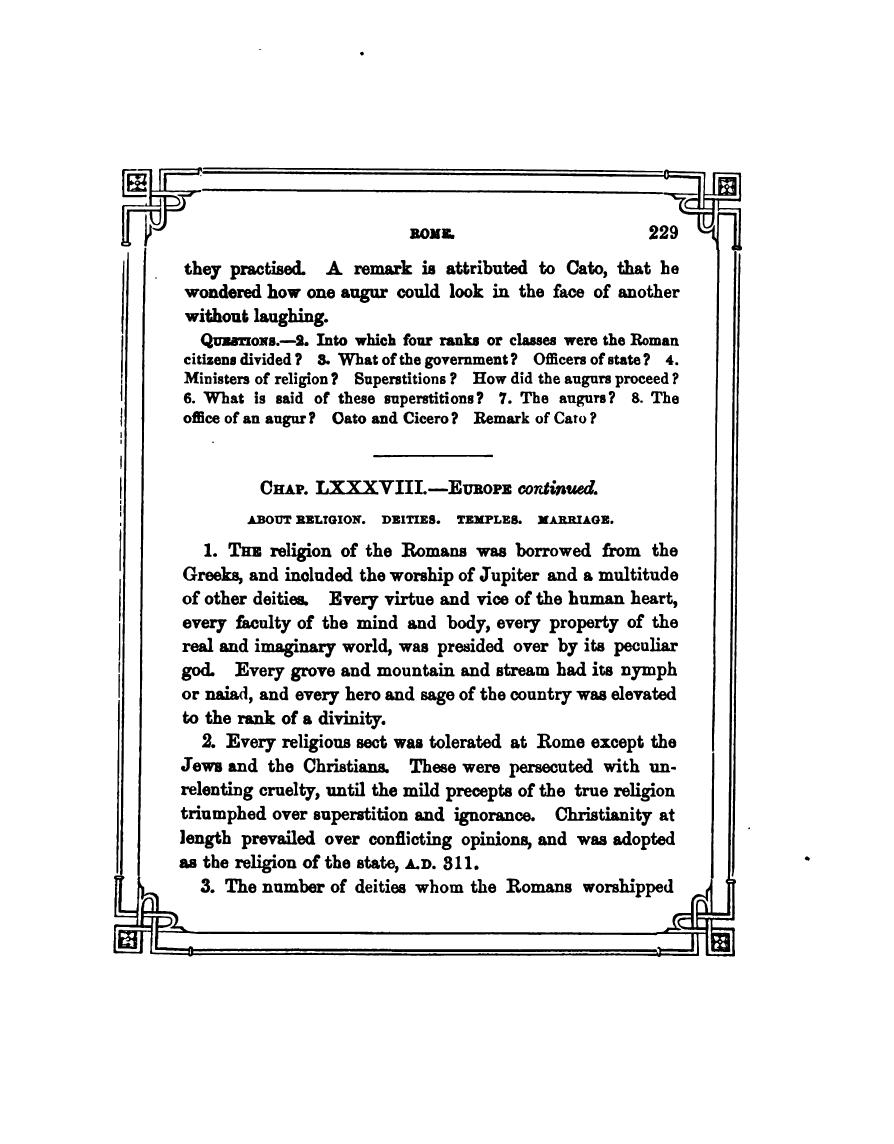 ROME. 229
they practised. A remark is attributed to Cato, that he
wondered how one augur could look in the face of another
without laughing.
QUESTIONS.—2. Into which four ranks or classes were the Roman
citizens divided? 3. What of the government? Officers of state? 4.
Ministers of religion? Superstitions? How did the augurs proceed?
6. What is said of these superstitions? 7. The augurs? 8. The
office of an augur? Cato and Cicero? Remark of Cato?
CHAP. LXXXVIII.—EUROPE continued.
ABOUT RELIGION. DEITIES. TEMPLES. MARRIAGE.
1. THE religion of the Romans was borrowed from the
Greeks, and included the worship of Jupiter and a multitude
of other deities. Every virtue and vice of the human heart,
every faculty of the mind and body, every property of the
real and imaginary world, was presided over by its peculiar
god. Every grove and mountain and stream had its nymph
or naiad, and every hero and sage of the country was elevated
to the rank of a divinity.
2. Every religious sect was tolerated at Rome except the
Jews and the Christians. These were persecuted with un-
relenting cruelty, until the mild precepts of the true religion
triumphed over superstition and ignorance. Christianity at
length prevailed over conflicting opinions, and was adopted
as the religion of the state, A.D. 311.
3. The number of deities whom the Romans worshipped